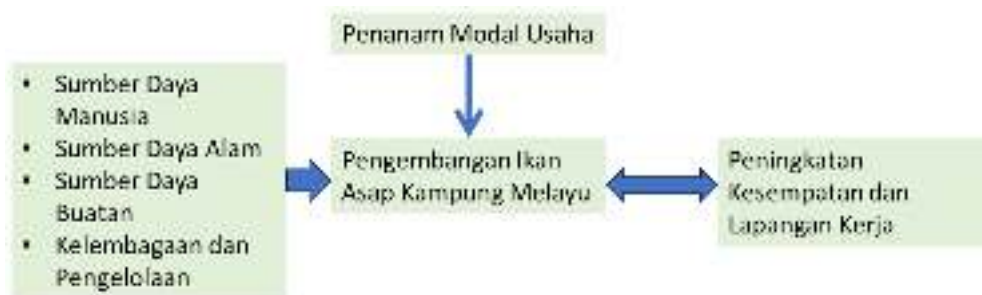 Penanam Modal Usaha
• Sumber Daya
Manusia
• Sumber Daya Alam
• Sumber Daya
Buatan
• Kelembagaan dan
Pengelolaan
Pengembangan Ikan
Asap Kampung Melayu
Peningkatan
Kesempatan dan
Lapangan Kerja